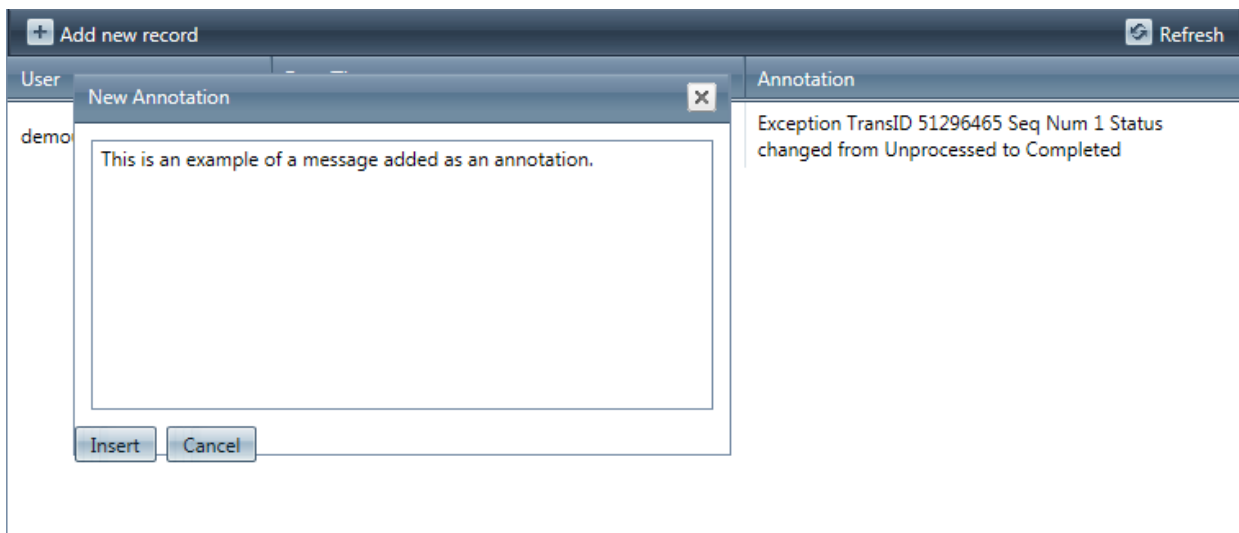 Add new record
Refresh
User
Annotation
New Annotation
Exception TransID 51296465 Seq Num 1 Status
changed from Unprocessed to Completed
This is an example of a message added as an annotation.
Insert
Cancel